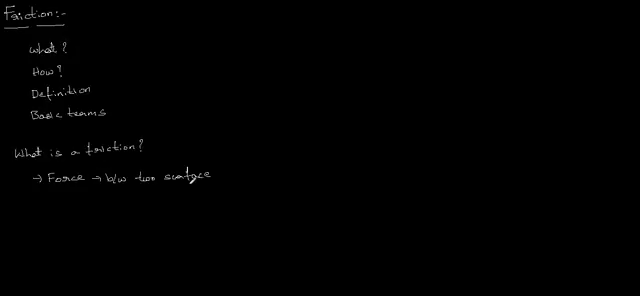 Friction:-
What?
How?
Definition
Basic terms
What is a friction?
→ Force → b/w two surface